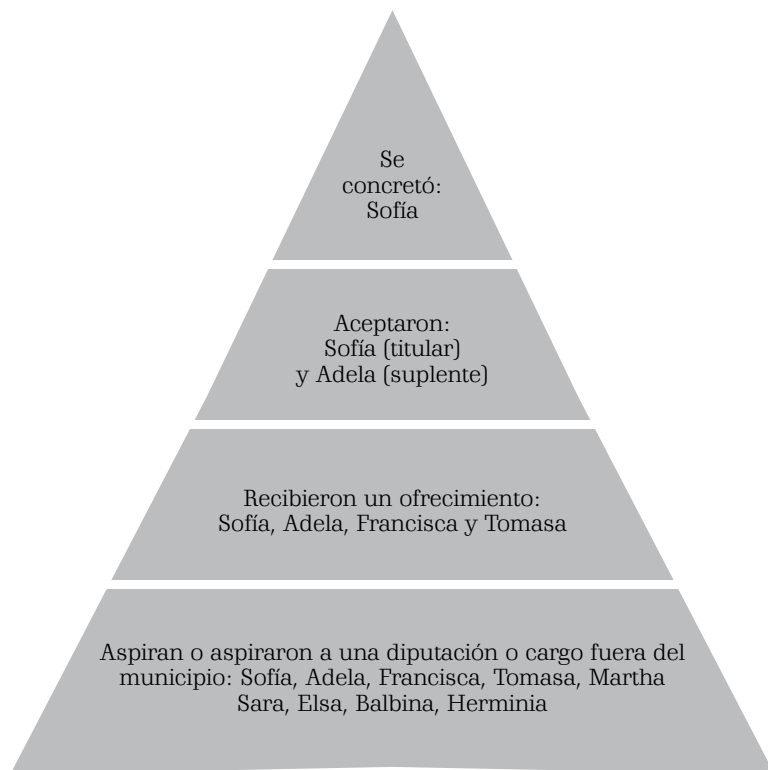 Se
concretó:
Sofía
Aceptaron:
Sofía (titular)
y Adela (suplente)
Recibieron un ofrecimiento:
Sofía, Adela, Francisca y Tomasa
Aspiran o aspiraron a una diputación o cargo fuera del
municipio: Sofía, Adela, Francisca, Tomasa, Martha
Sara, Elsa, Balbina, Herminia